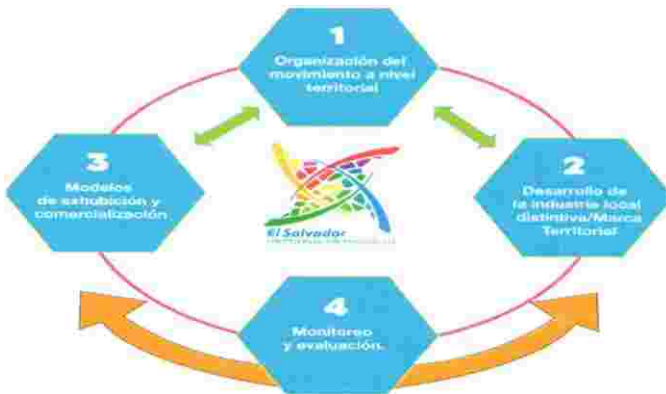 1
Organización del
movimiento a nivel
territorial
3
Modelos
de exhubición y
comercialización
2
Desarrollo de
la industria local
distintiva/Marca
Territorial
El Salvador
4
Monitoreo
y evaluación.